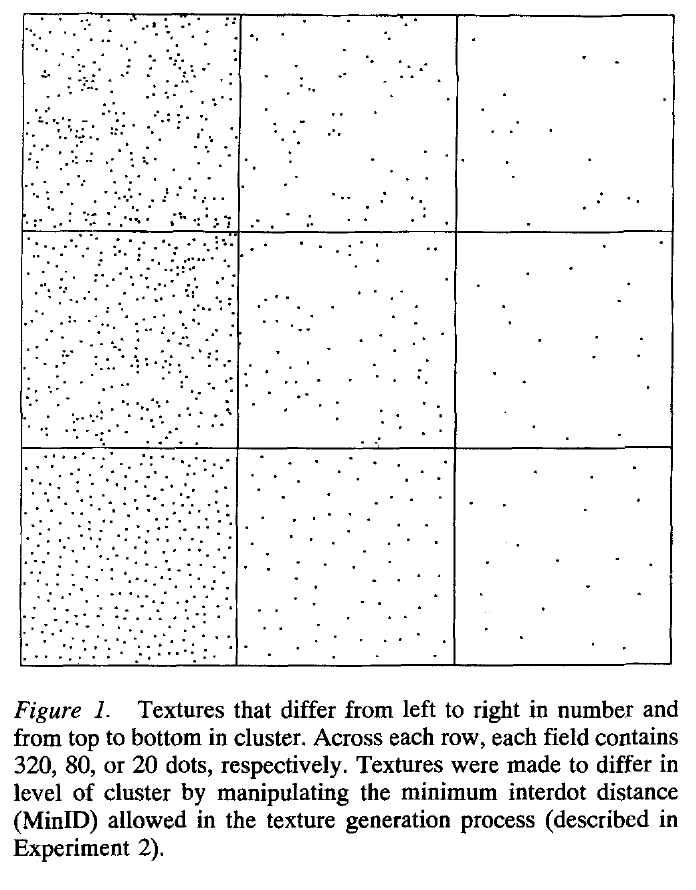 Figure 1. Textures that differ from left to right in number and
from top to bottom in cluster. Across each row, each field contains
320, 80, or 20 dots, respectively. Textures were made to differ in
level of cluster by manipulating the minimum interdot distance
(MinID) allowed in the texture generation process (described in
Experiment 2).